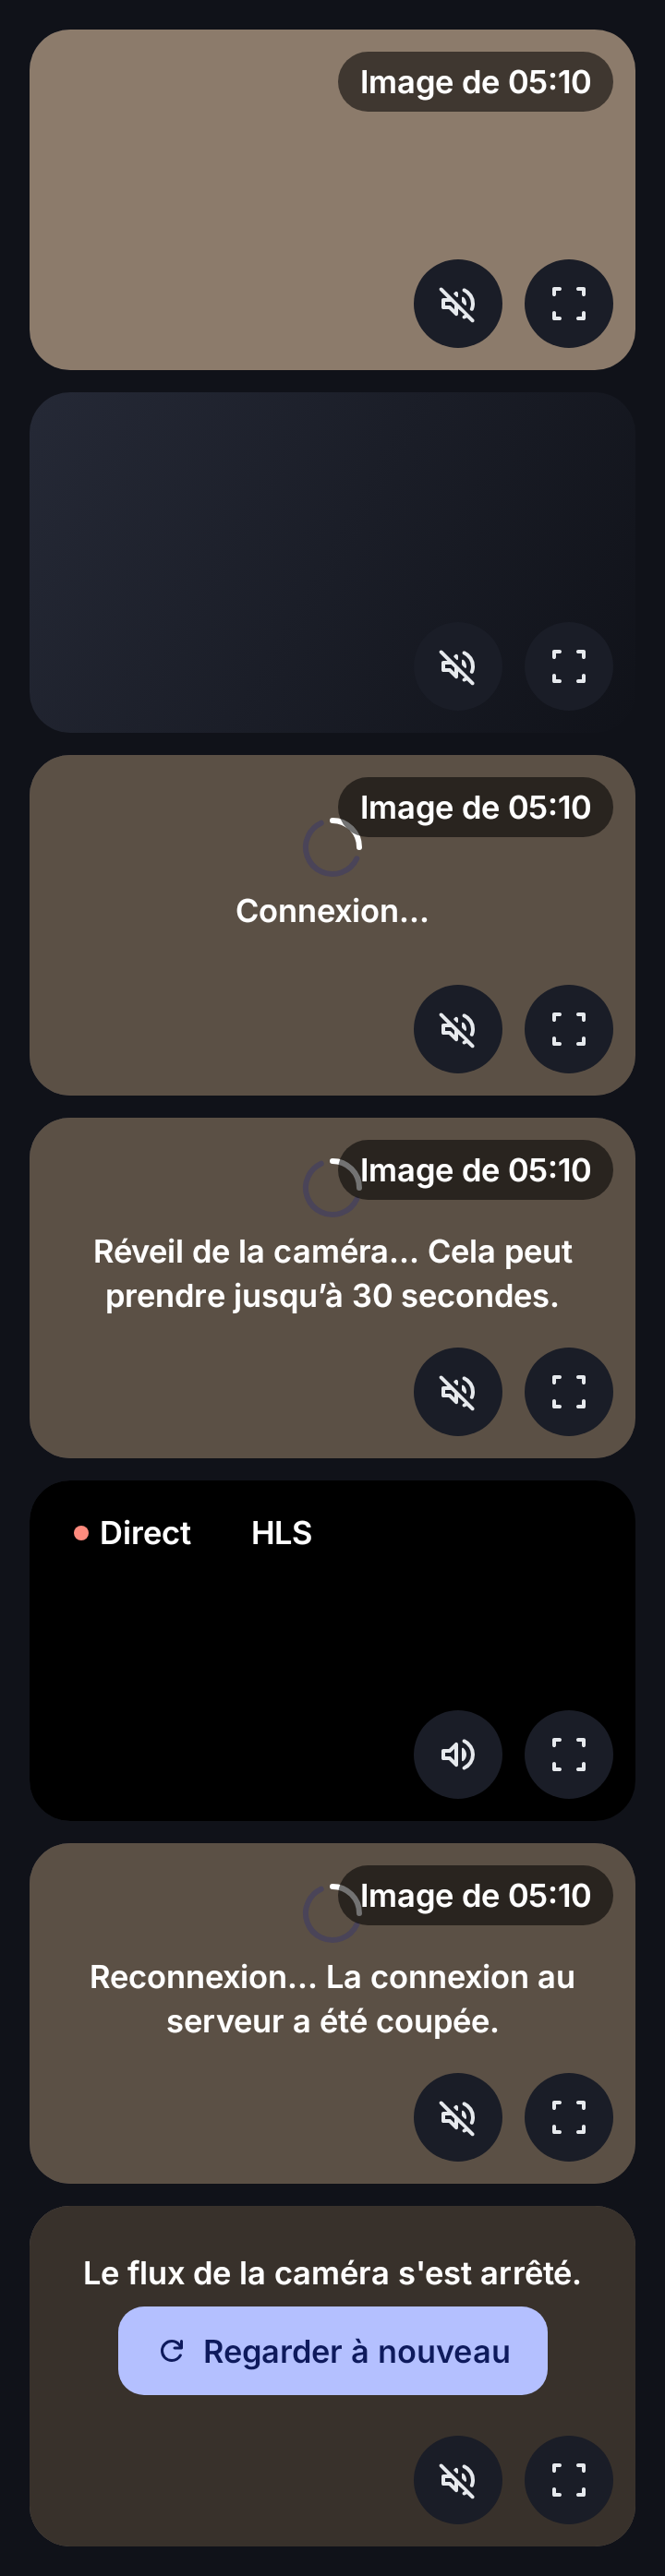 Image de 05:10
Image de 05:10
Connexion…
Image de 05:10
Réveil de la caméra… Cela peut
prendre jusqu’à 30 secondes.
Direct HLS
Image de 05:10
Reconnexion… La connexion au
serveur a été coupée.
Le flux de la caméra s'est arrêté.
Regarder à nouveau